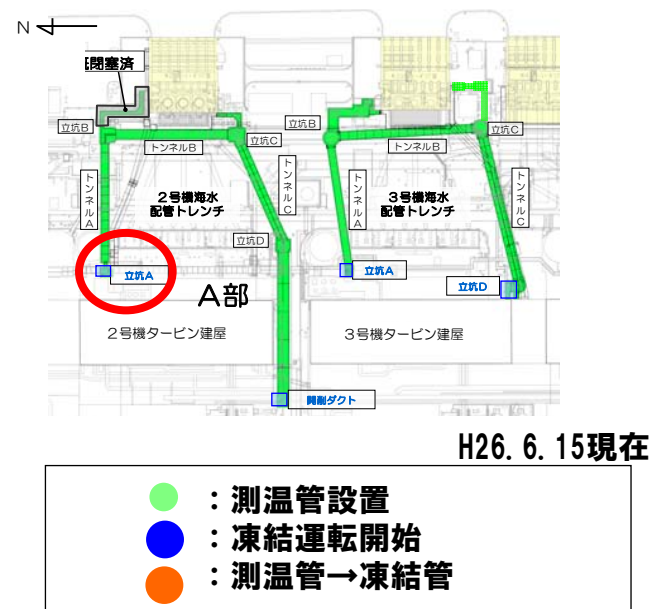 N
底閉塞済
立坑B
トンネルB
立坑C
トンネルA
トンネルC
2号機海水
配管トレンチ
立坑D
立坑A
A部
2号機タービン建屋
開削ダクト
立坑B
トンネルB
立坑C
トンネルA
トンネルC
3号機海水
配管トレンチ
立坑A
立坑D
3号機タービン建屋
H26.6.15現在
：測温管設置
：凍結運転開始
：測温管→凍結管